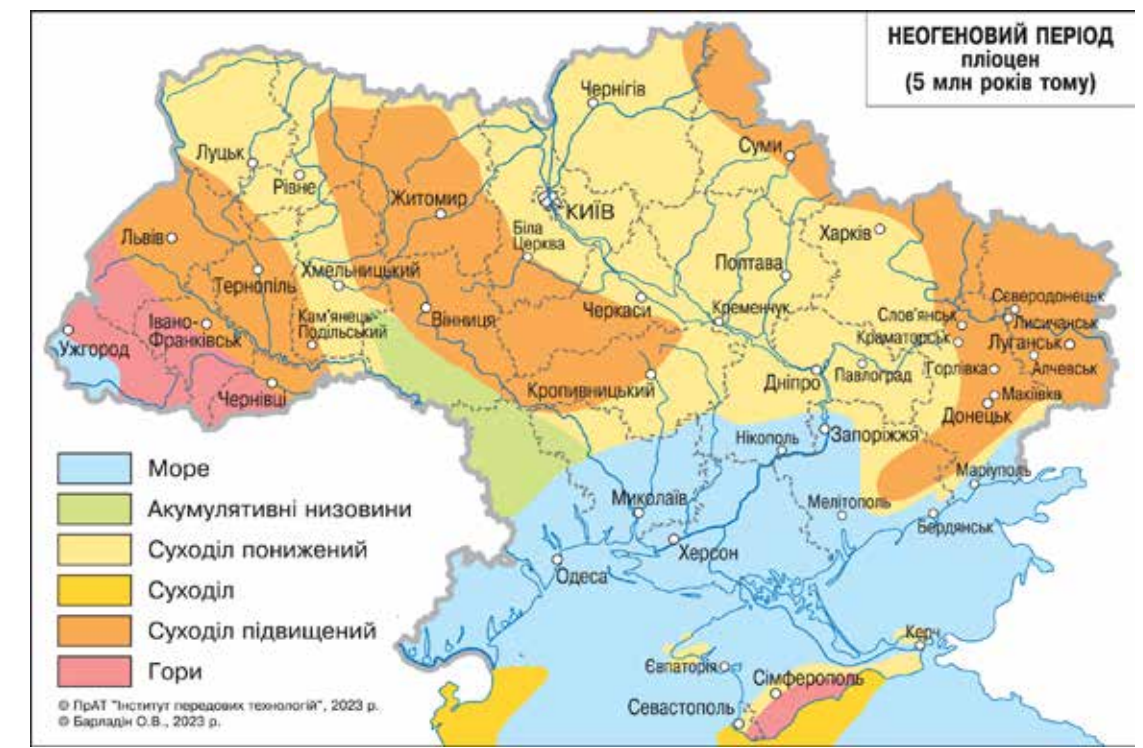 НЕОГЕНОВИЙ ПЕРІОД
пліоцен
(5 млн років тому)
Чернігів
Луцьк
Рівне
Суми
Житомир
КИЇВ
Біла
Церква
Львів
Харків
Тернопіль
Хмельницький
Полтава
Черкаси
Кременчук
Сєверодонецьк
Слов'янськ
Лисичанськ
Івано-
Франківськ
Кам'янець-
Подільський
Вінниця
Краматорськ
Луганськ
Ужгород
Чернівці
Кропивницький
Дніпро
Павлоград
Горлівка
Алчевськ
Макіївкв
Донецьк
Нікополь
Запоріжжя
Маріуполь
Миколаїв
Мелітополь
Бердянськ
Херсон
Одеса
Керч
Євпаторія
Сімферополь
Севастополь
Море
Акумулятивні низовини
Суходіл понижений
Суходіл
Суходіл підвищений
Гори
© ПрАТ "Інститут передових технологій", 2023 р.
© Барладін О.В., 2023 р.